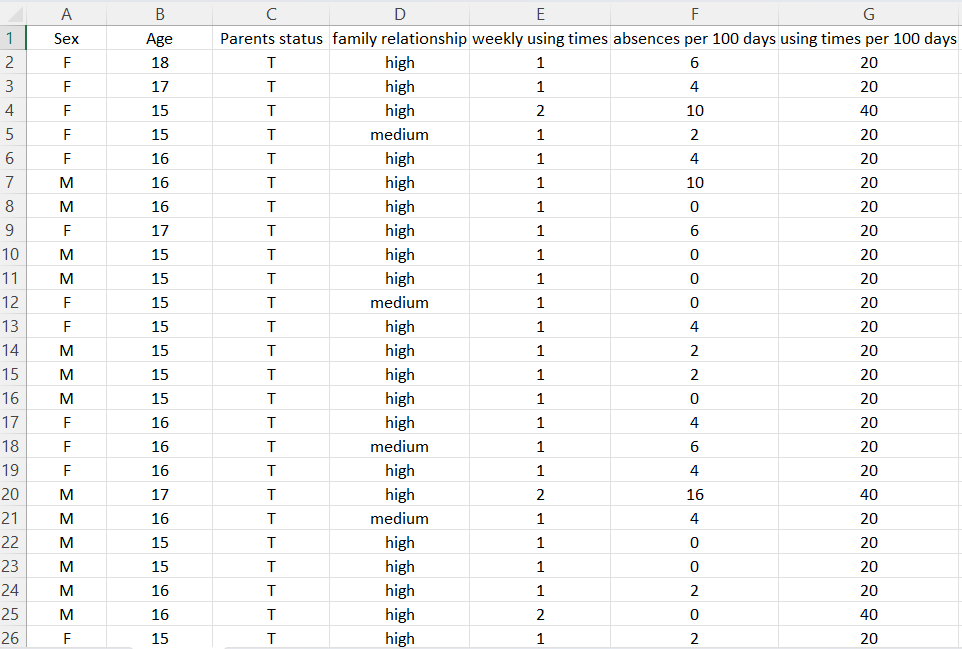 A B C D E F G
1 Sex Age Parents status family relationship weekly using times absences per 100 days using times per 100 days
2 F 18 T high 1 6 20
3 F 17 T high 1 4 20
4 F 15 T high 2 10 40
5 F 15 T medium 1 2 20
6 F 16 T high 1 4 20
7 M 16 T high 1 10 20
8 M 16 T high 1 0 20
9 F 17 T high 1 6 20
10 M 15 T high 1 0 20
11 M 15 T high 1 0 20
12 F 15 T medium 1 0 20
13 F 15 T high 1 4 20
14 M 15 T high 1 2 20
15 M 15 T high 1 2 20
16 M 15 T high 1 0 20
17 F 16 T high 1 4 20
18 F 16 T medium 1 6 20
19 F 16 T high 1 4 20
20 M 17 T high 2 16 40
21 M 16 T medium 1 4 20
22 M 15 T high 1 0 20
23 M 15 T high 1 0 20
24 M 16 T high 1 2 20
25 M 16 T high 2 0 40
26 F 15 T high 1 2 20